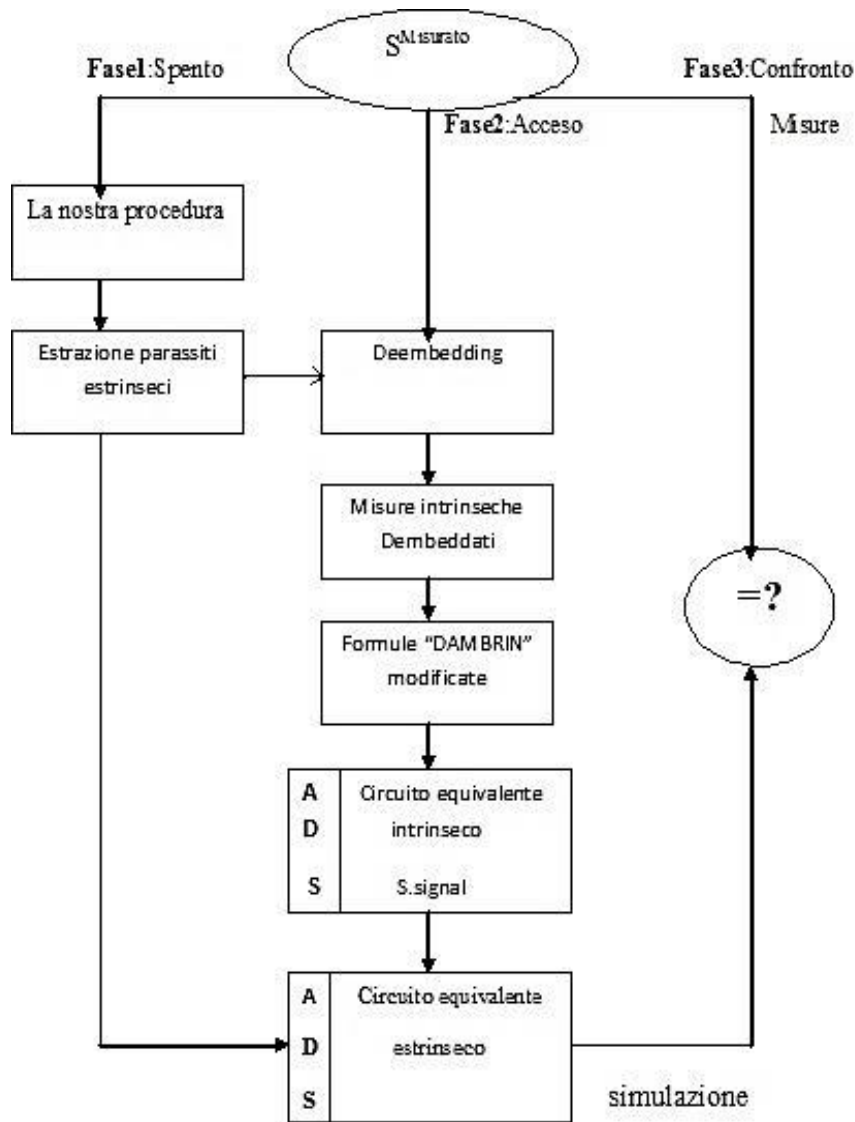 S^Misurato
Fase1:Spento
Fase3:Confronto
Fase2:Acceso
Misure
La nostra procedura
Estrazione parassiti
estrinseci
Deembedding
Misure intrinseche
Dembeddati
=?
Formule “DAMBRIN”
modificate
A Circuito equivalente
D intrinseco
S S.signal
A Circuito equivalente
D estrinseco
S
simulazione